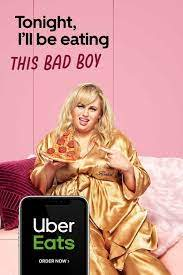 Tonight,
I'll be eating
THIS BAD BOY
Uber
Eats
ORDER NOW ›